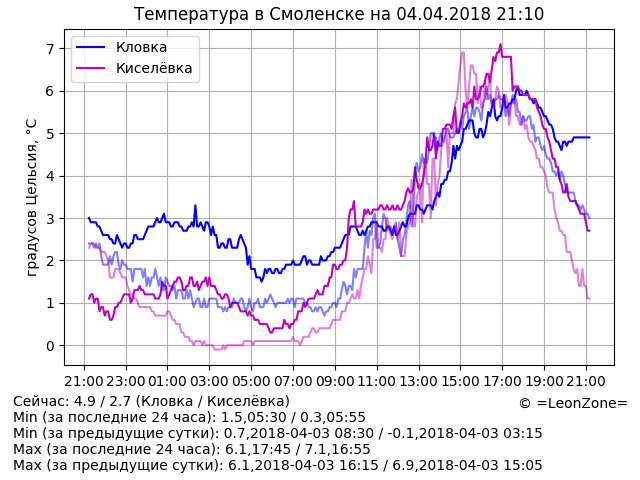 Температура в Смоленске на 04.04.2018 21:10
Кловка
Киселёвка
градусов Цельсия, °C
7
6
5
4
3
2
1
0
21:00 23:00 01:00 03:00 05:00 07:00 09:00 11:00 13:00 15:00 17:00 19:00 21:00
Сейчас: 4.9 / 2.7 (Кловка / Киселёвка)
© =LeonZone=
Min (за последние 24 часа): 1.5,05:30 / 0.3,05:55
Min (за предыдущие сутки): 0.7,2018-04-03 08:30 / -0.1,2018-04-03 03:15
Max (за последние 24 часа): 6.1,17:45 / 7.1,16:55
Max (за предыдущие сутки): 6.1,2018-04-03 16:15 / 6.9,2018-04-03 15:05